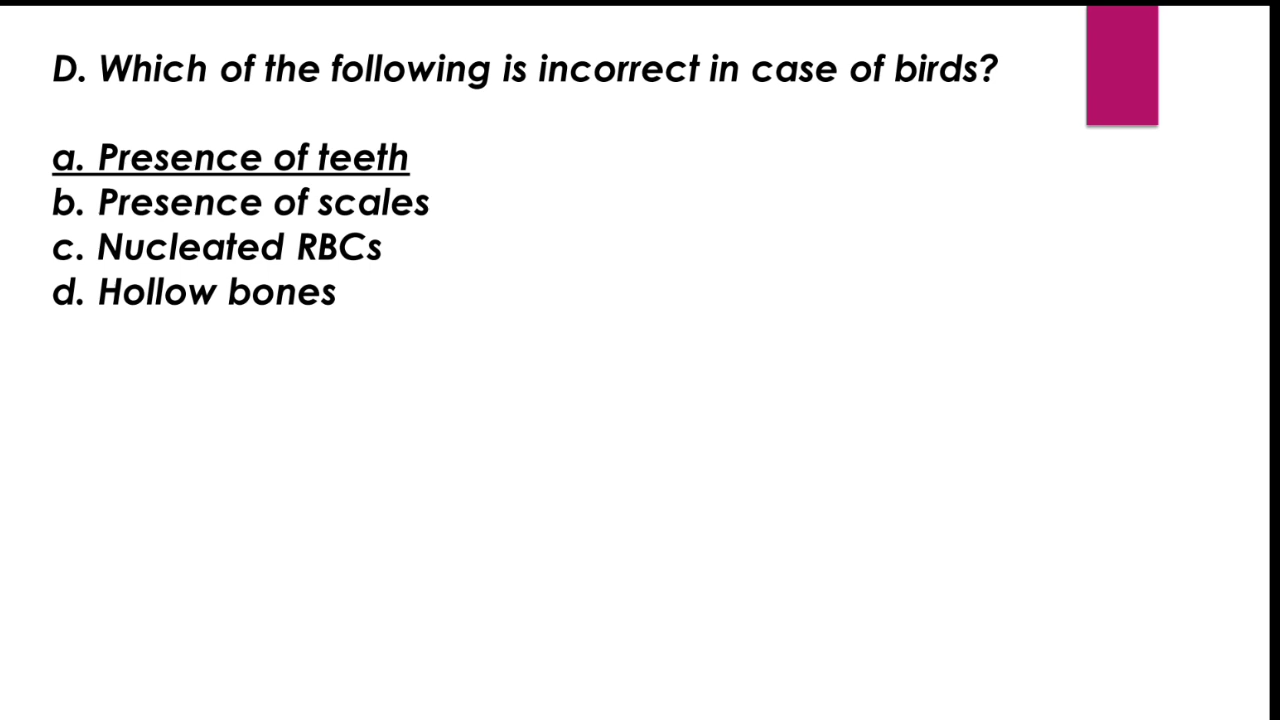 D. Which of the following is incorrect in case of birds?
a. Presence of teeth
b. Presence of scales
c. Nucleated RBCs
d. Hollow bones